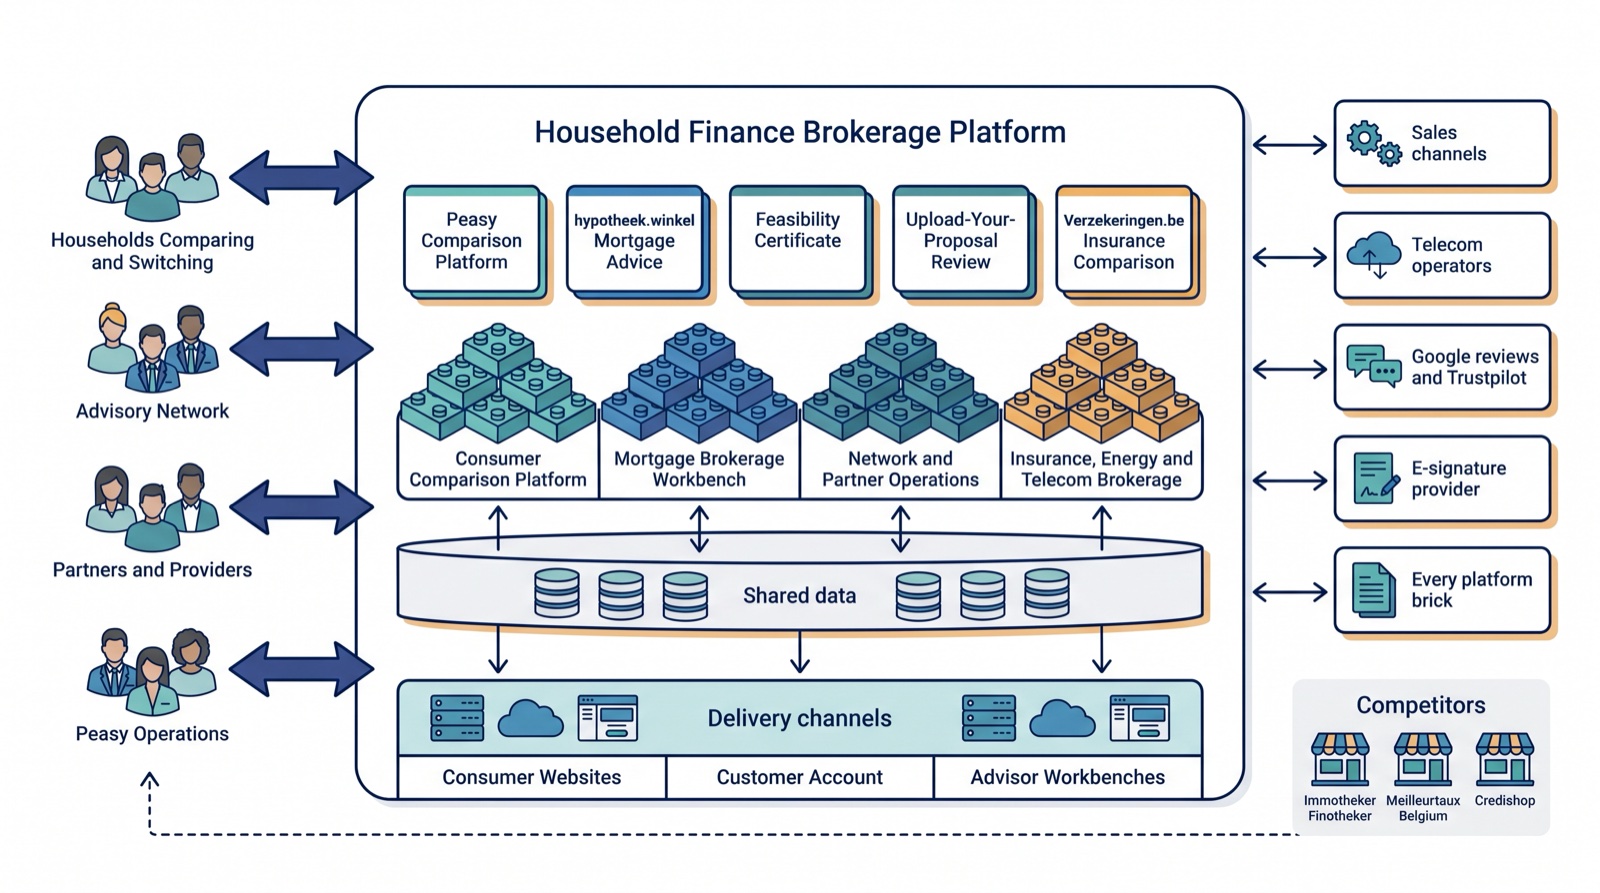 Household Finance Brokerage Platform
Peasy
Comparison
Platform
hypotheek.winkel
Mortgage
Advice
Feasibility
Certificate
Upload-Your-
Proposal
Review
Verzekeringen.be
Insurance
Comparison
Households Comparing
and Switching
Advisory Network
Partners and Providers
Peasy Operations
Consumer
Comparison Platform
Mortgage Brokerage
Workbench
Network and
Partner Operations
Insurance, Energy and
Telecom Brokerage
Shared data
Delivery channels
Consumer Websites
Customer Account
Advisor Workbenches
Sales
channels
Telecom
operators
Google reviews
and Trustpilot
E-signature
provider
Every platform
brick
Competitors
Immotheker
Finotheker
Meilleurtaux
Belgium
Credishop